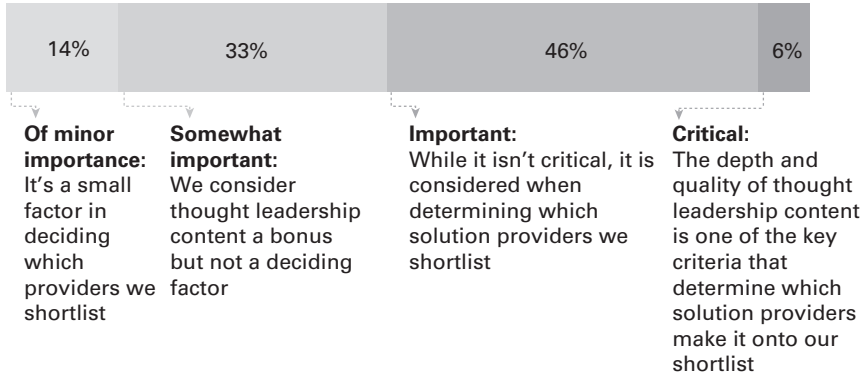 14%
33%
46%
6%
Of minor
importance:
It’s a small
factor in
deciding
which
providers we
shortlist
Somewhat
important:
We consider
thought leadership
content a bonus
but not a deciding
factor
Important:
While it isn’t critical, it is
considered when
determining which
solution providers we
shortlist
Critical:
The depth and
quality of thought
leadership content
is one of the key
criteria that
determine which
solution providers
make it onto our
shortlist